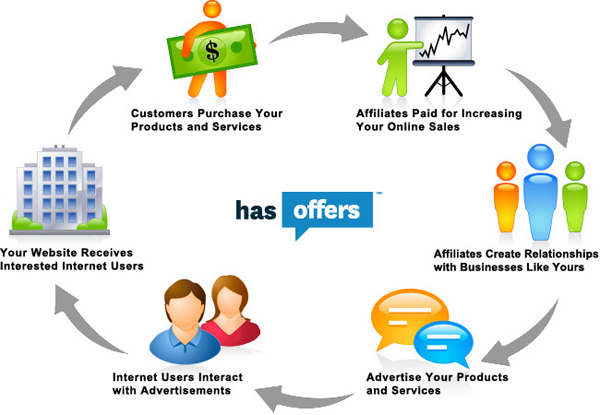 $
Customers Purchase Your
Products and Services
Affiliates Paid for Increasing
Your Online Sales
Affiliates Create Relationships
with Businesses Like Yours
Advertise Your Products
and Services
Internet Users Interact
with Advertisements
Your Website Receives
Interested Internet Users
has offers™